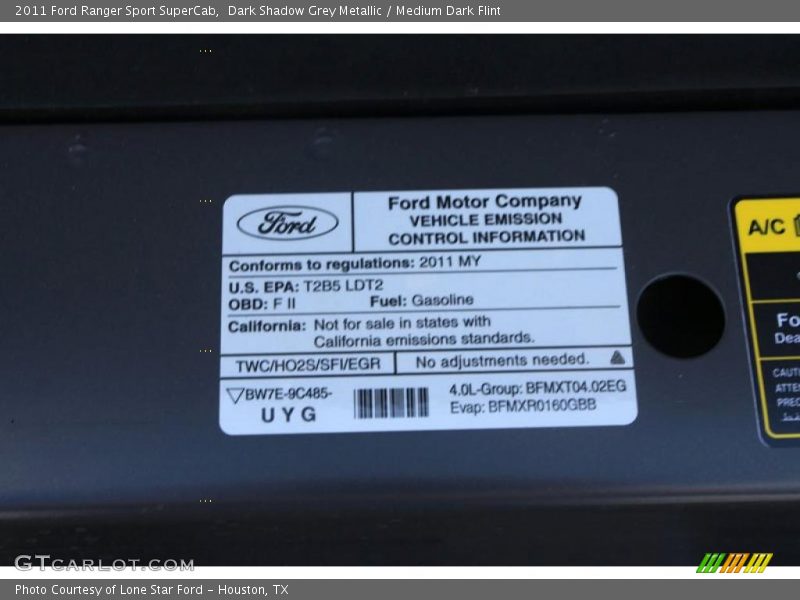 2011 Ford Ranger Sport SuperCab, Dark Shadow Grey Metallic / Medium Dark Flint
Ford
Ford Motor Company
VEHICLE EMISSION
CONTROL INFORMATION
Conforms to regulations: 2011 MY
U.S. EPA: T2B5 LDT2
OBD: F II Fuel: Gasoline
California: Not for sale in states with
California emissions standards.
TWC/HO2S/SFI/EGR No adjustments needed.
BW7E-9C485-
U Y G
4.0L-Group: BFMXT04.02EG
Evap: BFMXR0160GBB
A/C
GTCARLOT.COM
Photo Courtesy of Lone Star Ford - Houston, TX